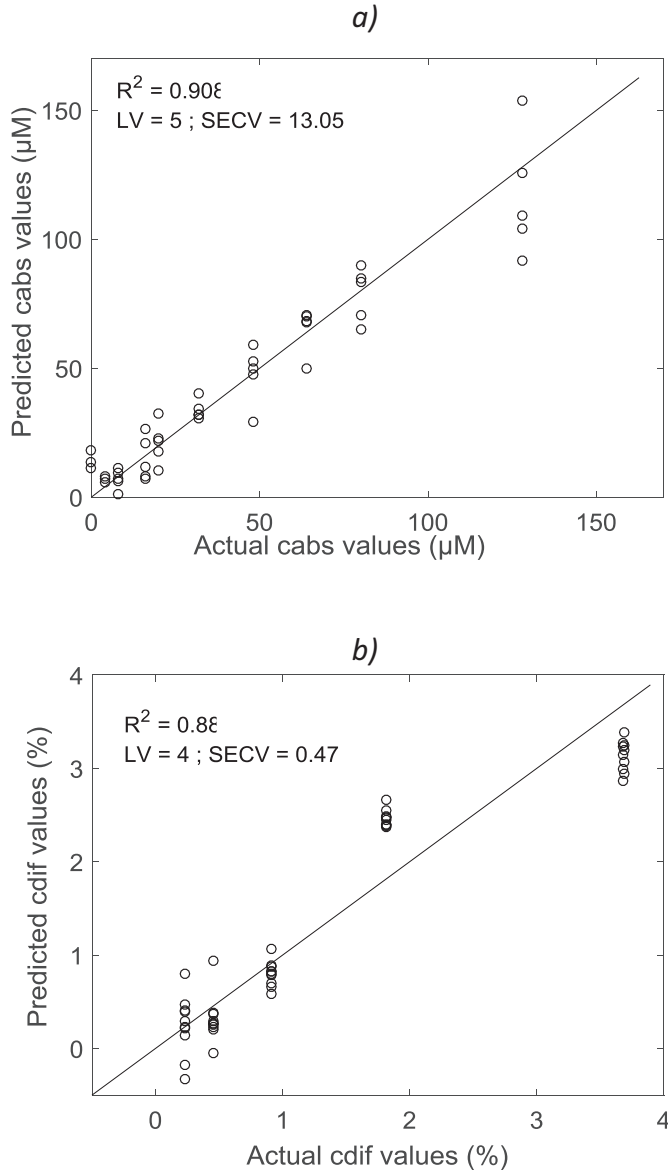 a)
R² = 0.908
LV = 5 ; SECV = 13.05
Predicted cabs values (µM)
150
100
50
0
0 50 100 150
Actual cabs values (µM)
b)
R² = 0.88
LV = 4 ; SECV = 0.47
Predicted cdif values (%)
4
3
2
1
0
0 1 2 3 4
Actual cdif values (%)